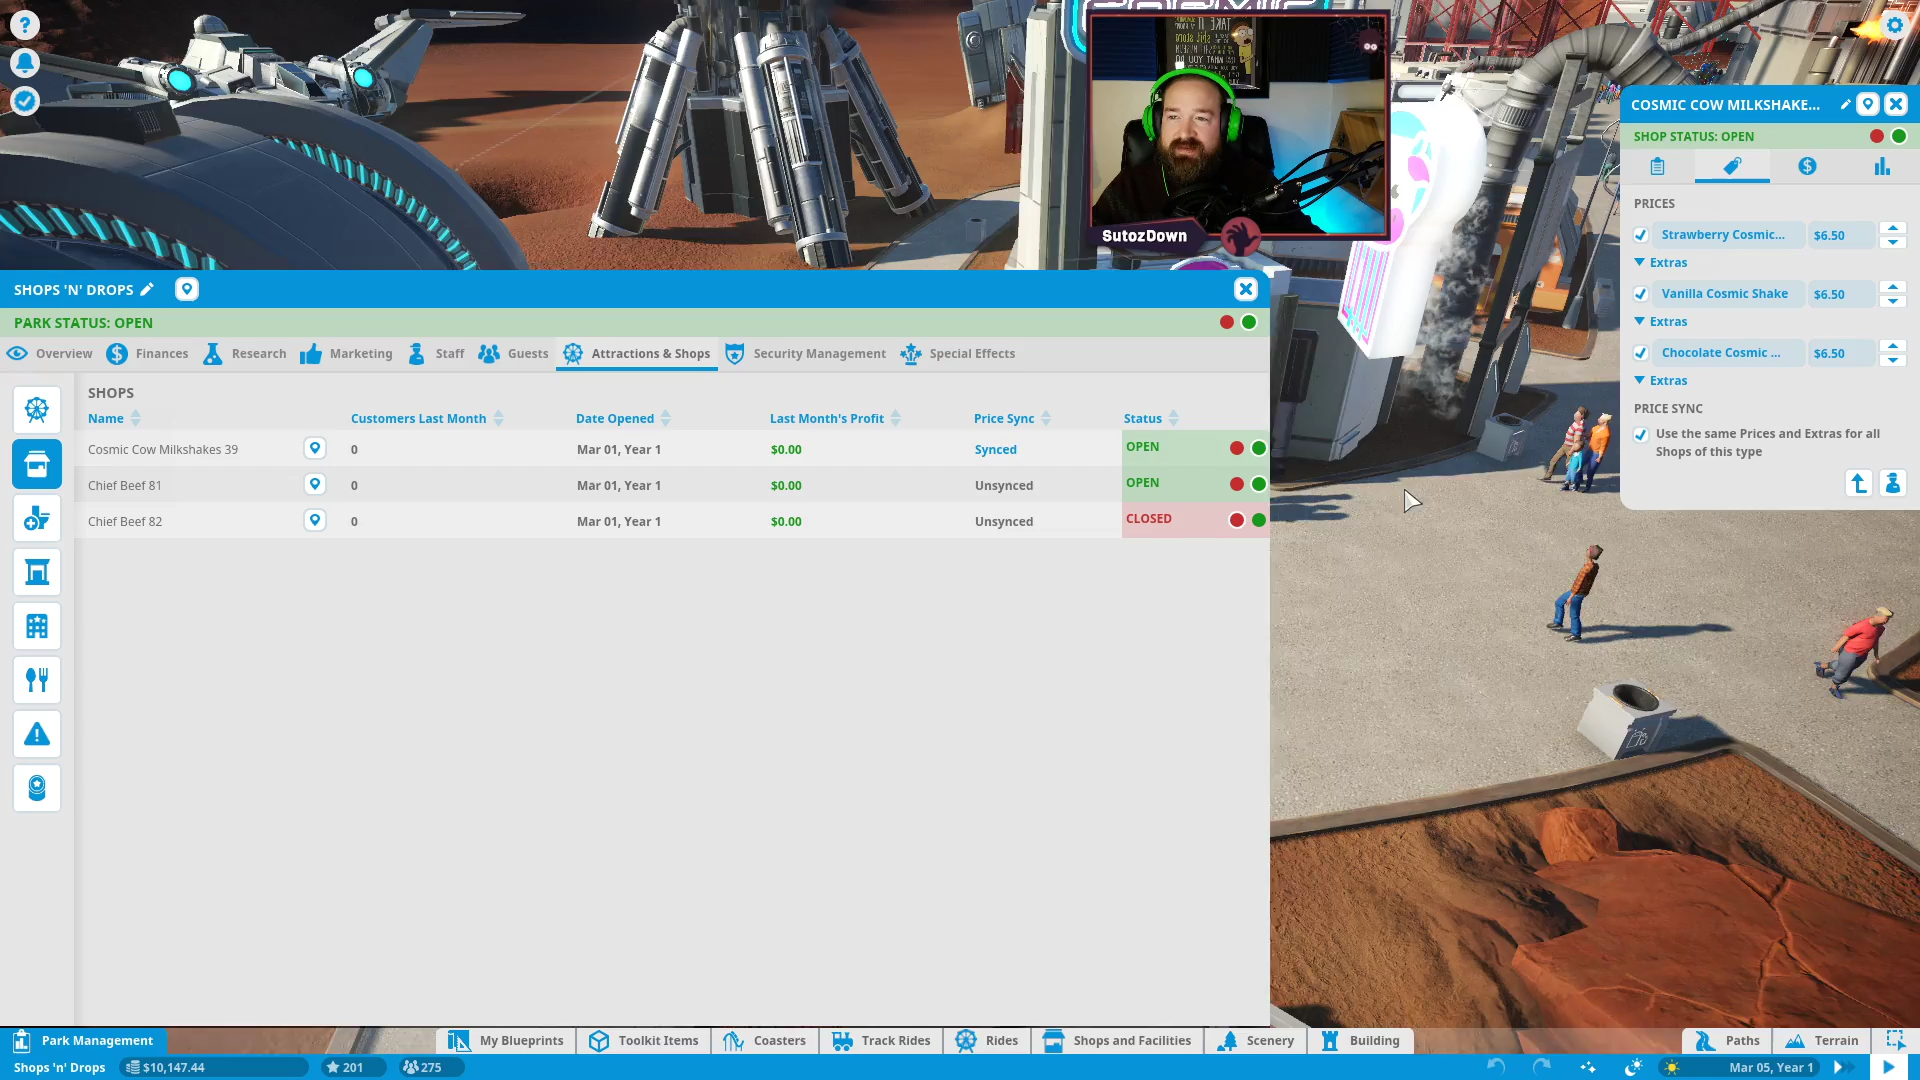 SutozDown
COSMIC COW MILKSHAKE...
SHOP STATUS: OPEN
PRICES
Strawberry Cosmic... $6.50
Extras
Vanilla Cosmic Shake $6.50
Extras
Chocolate Cosmic ... $6.50
Extras
PRICE SYNC
Use the same Prices and Extras for all
Shops of this type
SHOPS 'N' DROPS
PARK STATUS: OPEN
Overview Finances Research Marketing Staff Guests Attractions & Shops Security Management Special Effects
SHOPS
Name Customers Last Month Date Opened Last Month's Profit Price Sync Status
Cosmic Cow Milkshakes 39 0 Mar 01, Year 1 $0.00 Synced OPEN
Chief Beef 81 0 Mar 01, Year 1 $0.00 Unsynced OPEN
Chief Beef 82 0 Mar 01, Year 1 $0.00 Unsynced CLOSED
Park Management My Blueprints Toolkit Items Coasters Track Rides Rides Shops and Facilities Scenery Building Paths Terrain
Shops 'n' Drops $10,147.44 201 275 Mar 05, Year 1